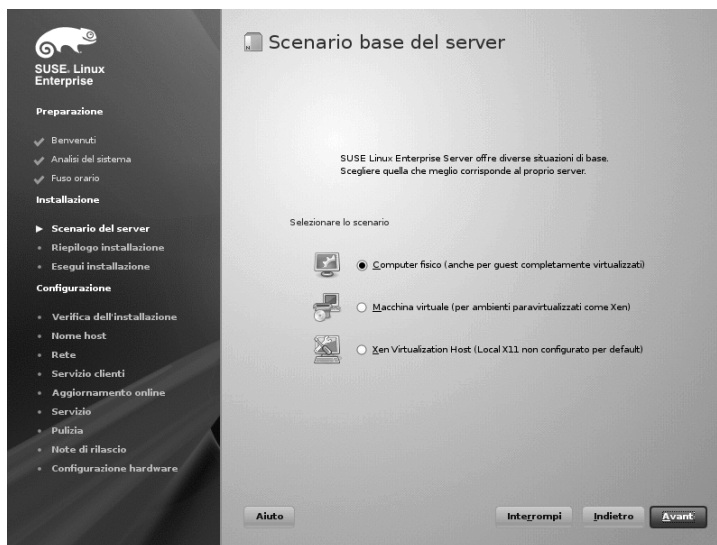 SUSE. Linux
Enterprise
Preparazione
Benvenuti
Analisi del sistema
Fuso orario
Installazione
Scenario del server
Riepilogo installazione
Esegui installazione
Configurazione
Verifica dell'installazione
Nome host
Rete
Servizio clienti
Aggiornamento online
Servizio
Pulizia
Note di rilascio
Configurazione hardware
Scenario base del server
SUSE Linux Enterprise Server offre diverse situazioni di base.
Scegliere quella che meglio corrisponde al proprio server.
Selezionare lo scenario
Computer fisico (anche per guest completamente virtualizzati)
Macchina virtuale (per ambienti paravirtualizzati come Xen)
Xen Virtualization Host (Local X11 non configurato per default)
Aiuto
Interrompi
Indietro
Avant